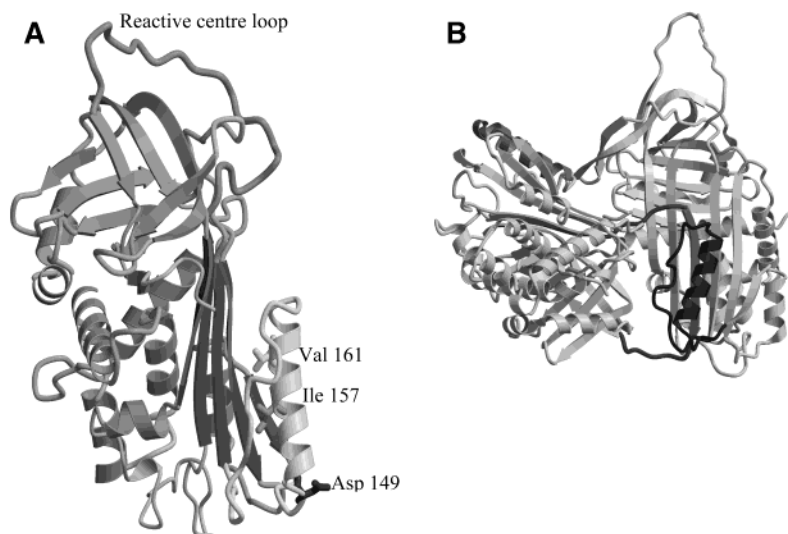 A
Reactive centre loop
B
Val 161
Ile 157
Asp 149